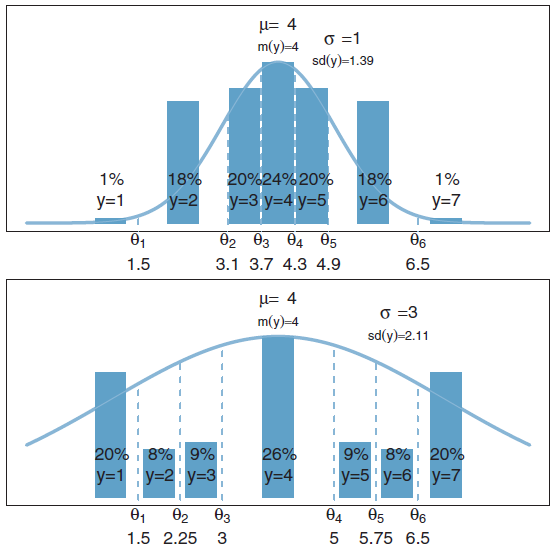 μ= 4
m(y)=4
σ =1
sd(y)=1.39
1% 18% 20% 24% 20% 18% 1%
y=1 y=2 y=3 y=4 y=5 y=6 y=7
θ1 θ2 θ3 θ4 θ5 θ6
1.5 3.1 3.7 4.3 4.9 6.5
μ= 4
m(y)=4
σ =3
sd(y)=2.11
20% 8% 9% 26% 9% 8% 20%
y=1 y=2 y=3 y=4 y=5 y=6 y=7
θ1 θ2 θ3 θ4 θ5 θ6
1.5 2.25 3 5 5.75 6.5